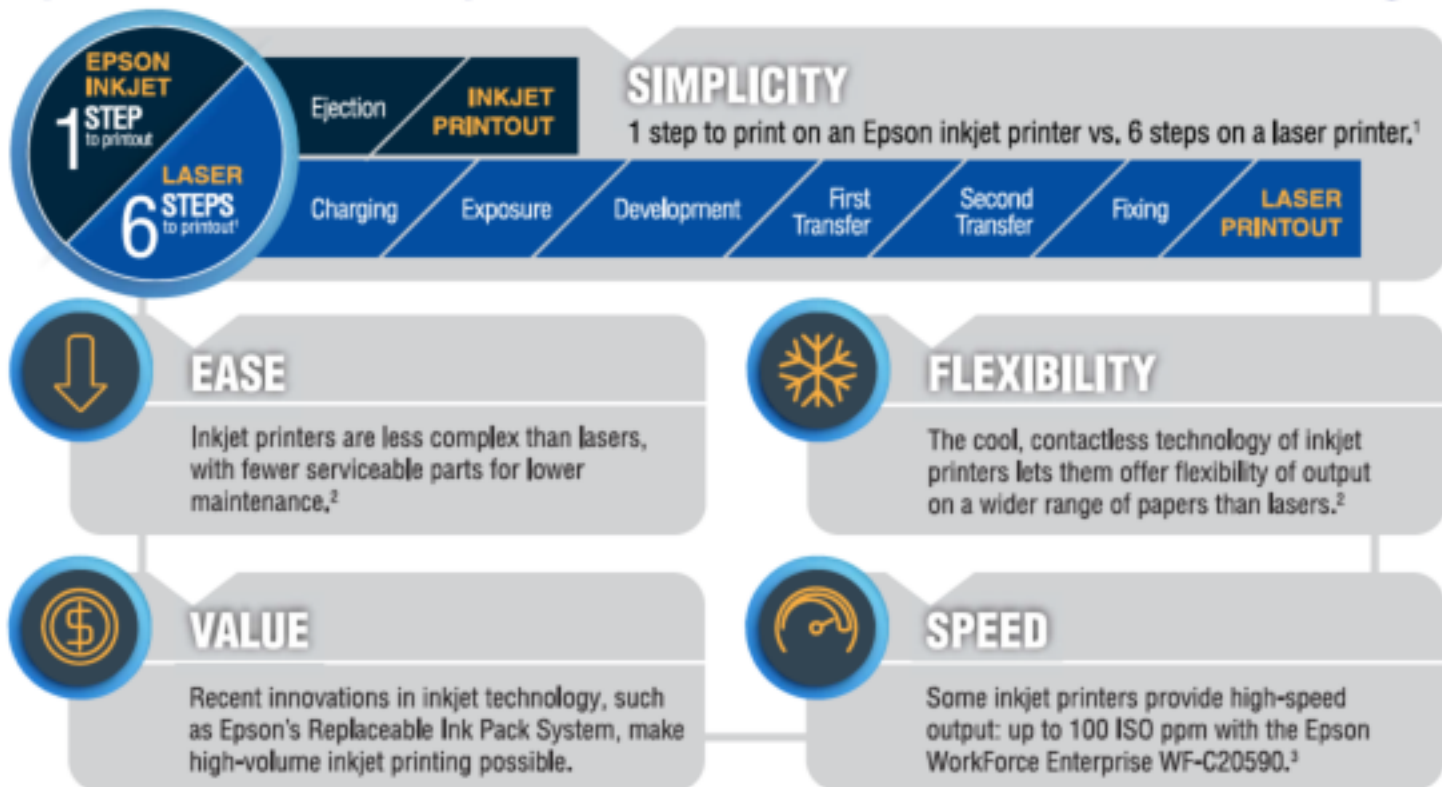 EPSON
INKJET
1 STEP
to printout
LASER
6 STEPS
to printout¹
Ejection
INKJET
PRINTOUT
SIMPLICITY
1 step to print on an Epson inkjet printer vs. 6 steps on a laser printer.¹
Charging
Exposure
Development
First
Transfer
Second
Transfer
Fixing
LASER
PRINTOUT
EASE
Inkjet printers are less complex than lasers,
with fewer serviceable parts for lower
maintenance.²
FLEXIBILITY
The cool, contactless technology of inkjet
printers lets them offer flexibility of output
on a wider range of papers than lasers.²
VALUE
Recent innovations in inkjet technology, such
as Epson's Replaceable Ink Pack System, make
high-volume inkjet printing possible.
SPEED
Some inkjet printers provide high-speed
output: up to 100 ISO ppm with the Epson
WorkForce Enterprise WF-C20590.³